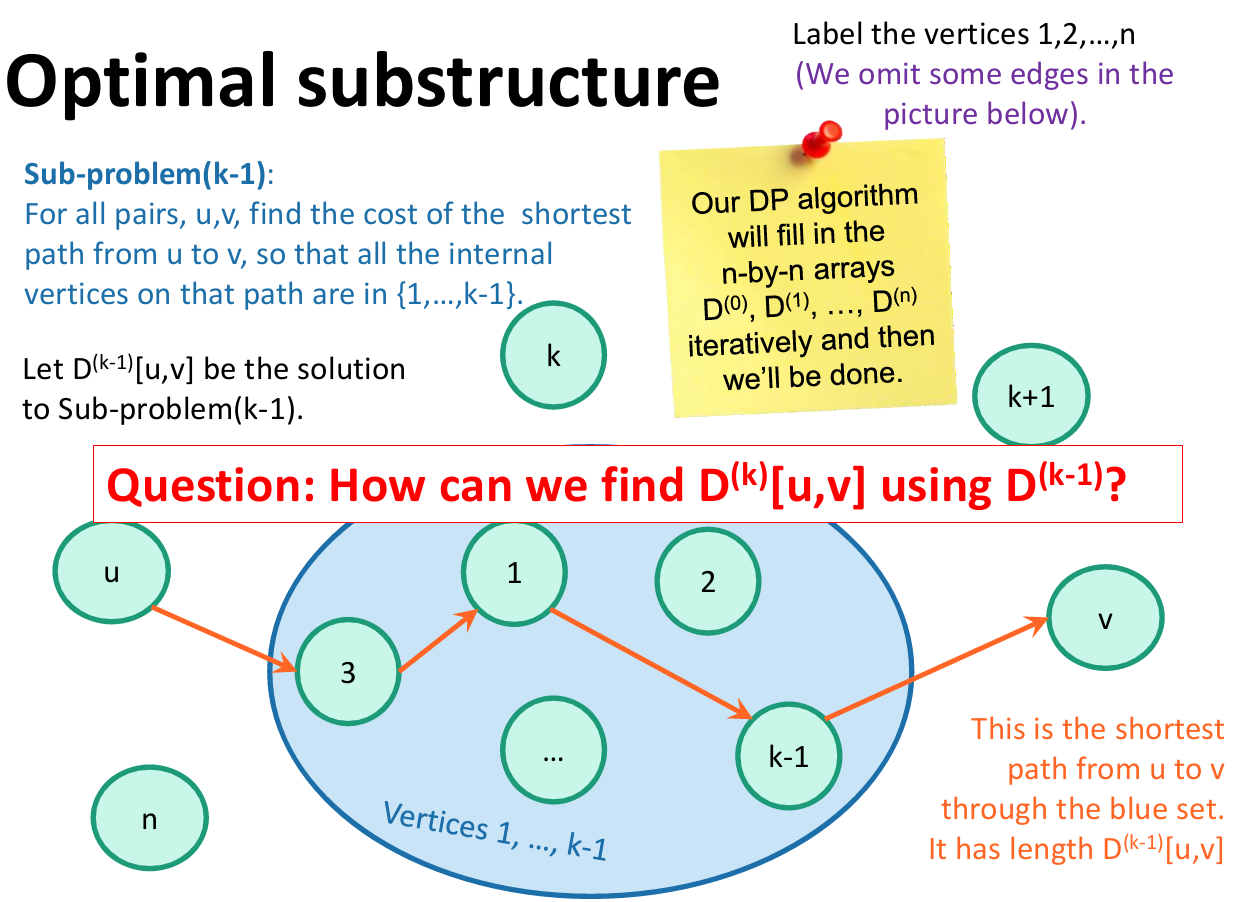 Optimal substructure
Label the vertices 1,2,…,n
(We omit some edges in the
picture below).
Sub-problem(k-1):
For all pairs, u,v, find the cost of the shortest
path from u to v, so that all the internal
vertices on that path are in {1,…,k-1}.
Let D⁽ᵏ⁻¹⁾[u,v] be the solution
to Sub-problem(k-1).
Our DP algorithm
will fill in the
n-by-n arrays
D⁽⁰⁾, D⁽¹⁾, …, D⁽ⁿ⁾
iteratively and then
we’ll be done.
k
k+1
Question: How can we find D⁽ᵏ⁾[u,v] using D⁽ᵏ⁻¹⁾?
u
1
2
v
3
…
k-1
n
Vertices 1, …, k-1
This is the shortest
path from u to v
through the blue set.
It has length D⁽ᵏ⁻¹⁾[u,v]